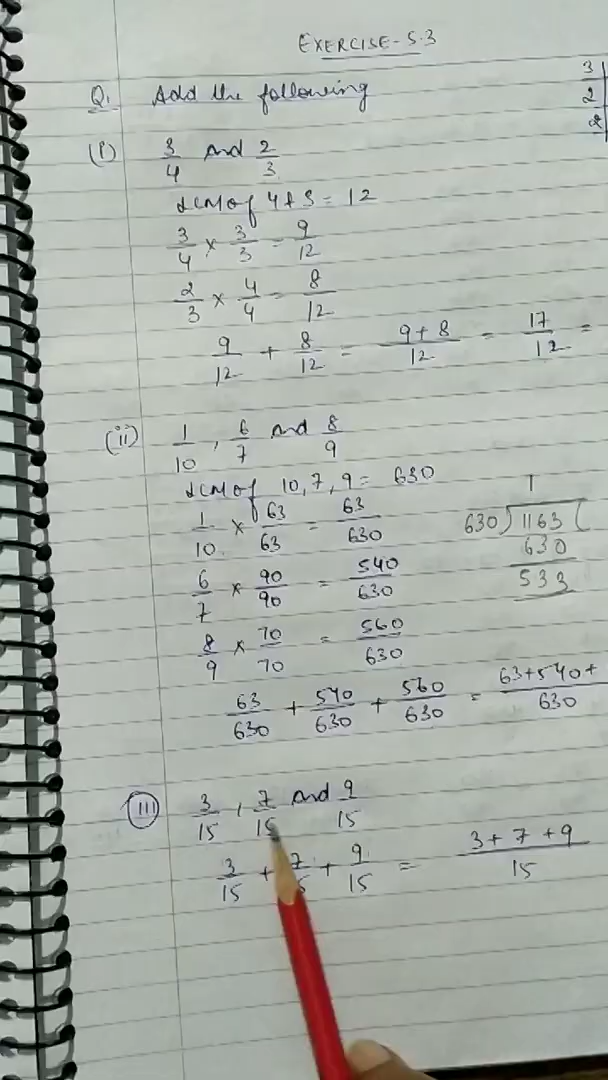 EXERCISE-5.3
Q. Add the following
(i) 3/4 and 2/3
LCM of 4 & 3 = 12
3/4 × 3/3 = 9/12
2/3 × 4/4 = 8/12
9/12 + 8/12 = 9+8/12 = 17/12 =
(ii) 1/10, 6/7 and 8/9
LCM of 10, 7, 9 = 630
1/10 × 63/63 = 63/630
6/7 × 90/90 = 540/630
8/9 × 70/70 = 560/630
63/630 + 540/630 + 560/630 = 63+540+/630
1
630)1163(
630
533
(III) 3/15, 7/15 and 9/15
3/15 + 7/ 5 + 9/15 = 3+7+9/15
3
2
2